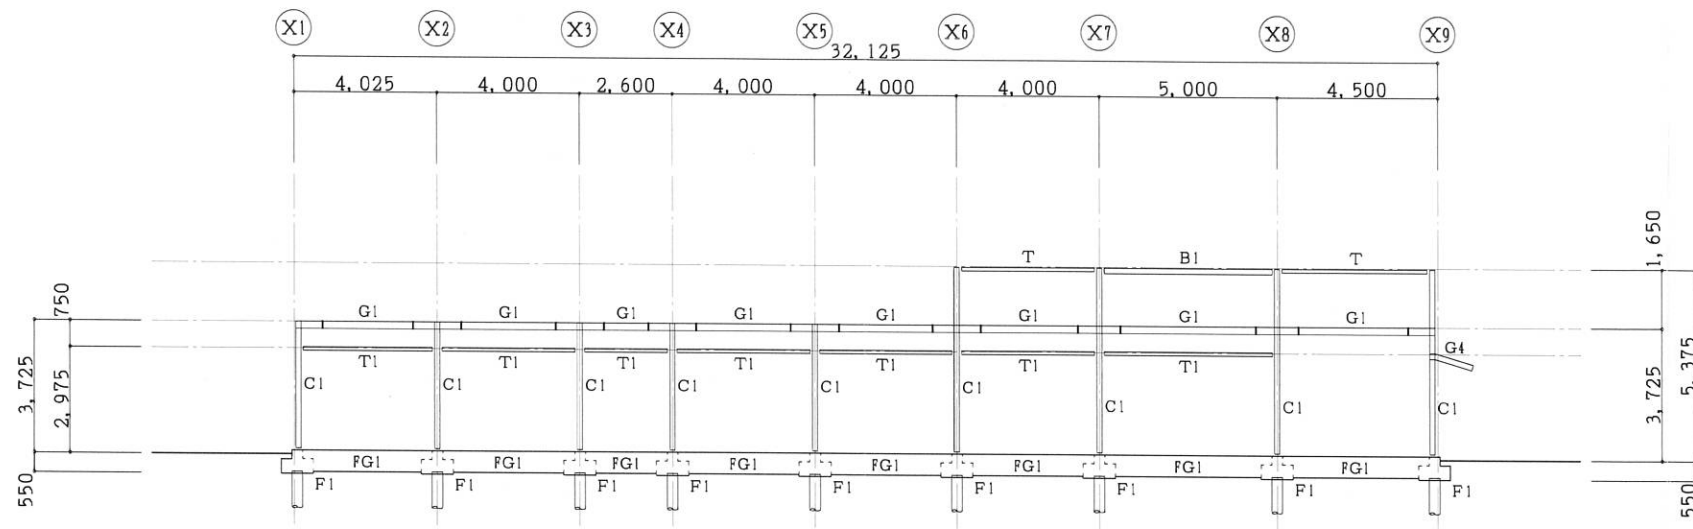 X1 X2 X3 X4 X5 X6 X7 X8 X9
32,125
4,025 4,000 2,600 4,000 4,000 4,000 5,000 4,500
T B1 T
1,650
750
G1 G1 G1 G1 G1 G1 G1 G1
G4
T1 T1 T1 T1 T1 T1 T1
3,725
2,975
C1 C1 C1 C1 C1 C1 C1 C1 C1
3,725
5,375
FG1 FG1 FG1 FG1 FG1 FG1 FG1 FG1
550
F1 F1 F1 F1 F1 F1 F1 F1 F1
550